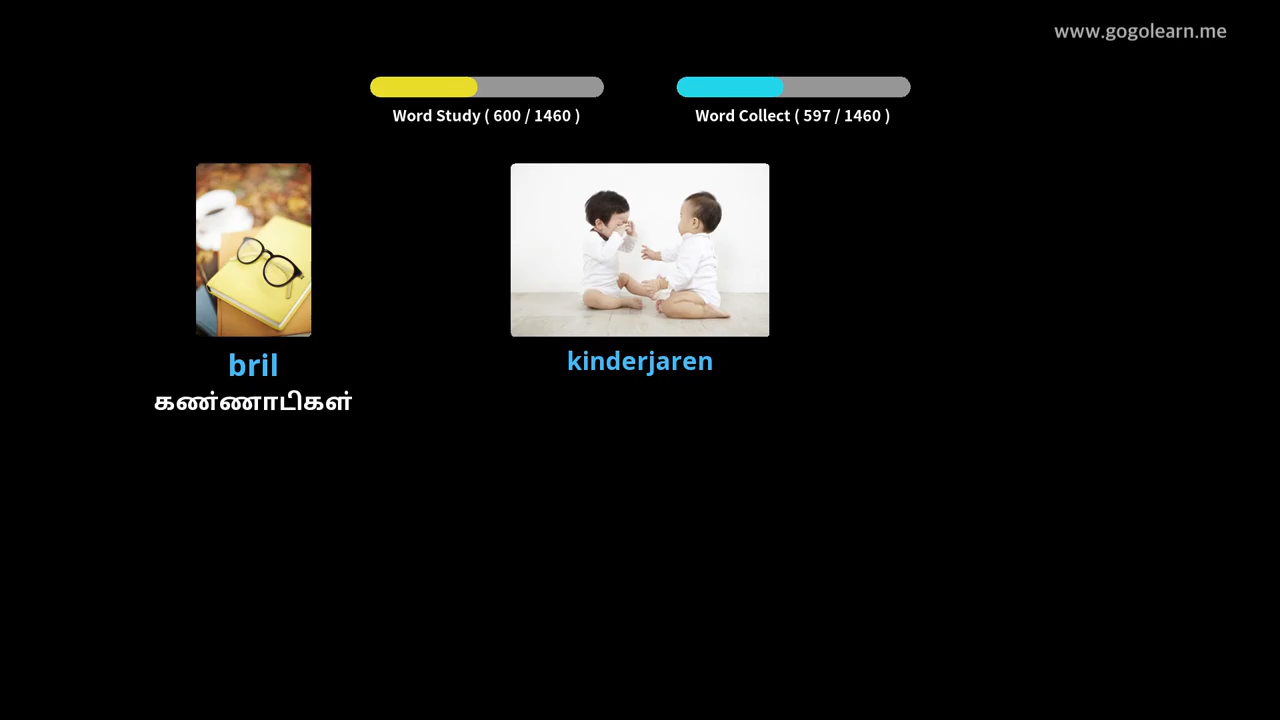 www.gogolearn.me
Word Study ( 600 / 1460 )
Word Collect ( 597 / 1460 )
bril
கண்ணாடிகள்
kinderjaren